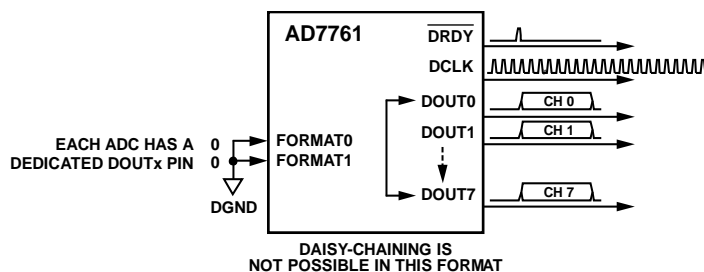 AD7761
DRDY
DCLK
DOUT0
CH 0
DOUT1
CH 1
EACH ADC HAS A 0
DEDICATED DOUTx PIN 0
FORMAT0
FORMAT1
DGND
DOUT7
CH 7
DAISY-CHAINING IS
NOT POSSIBLE IN THIS FORMAT